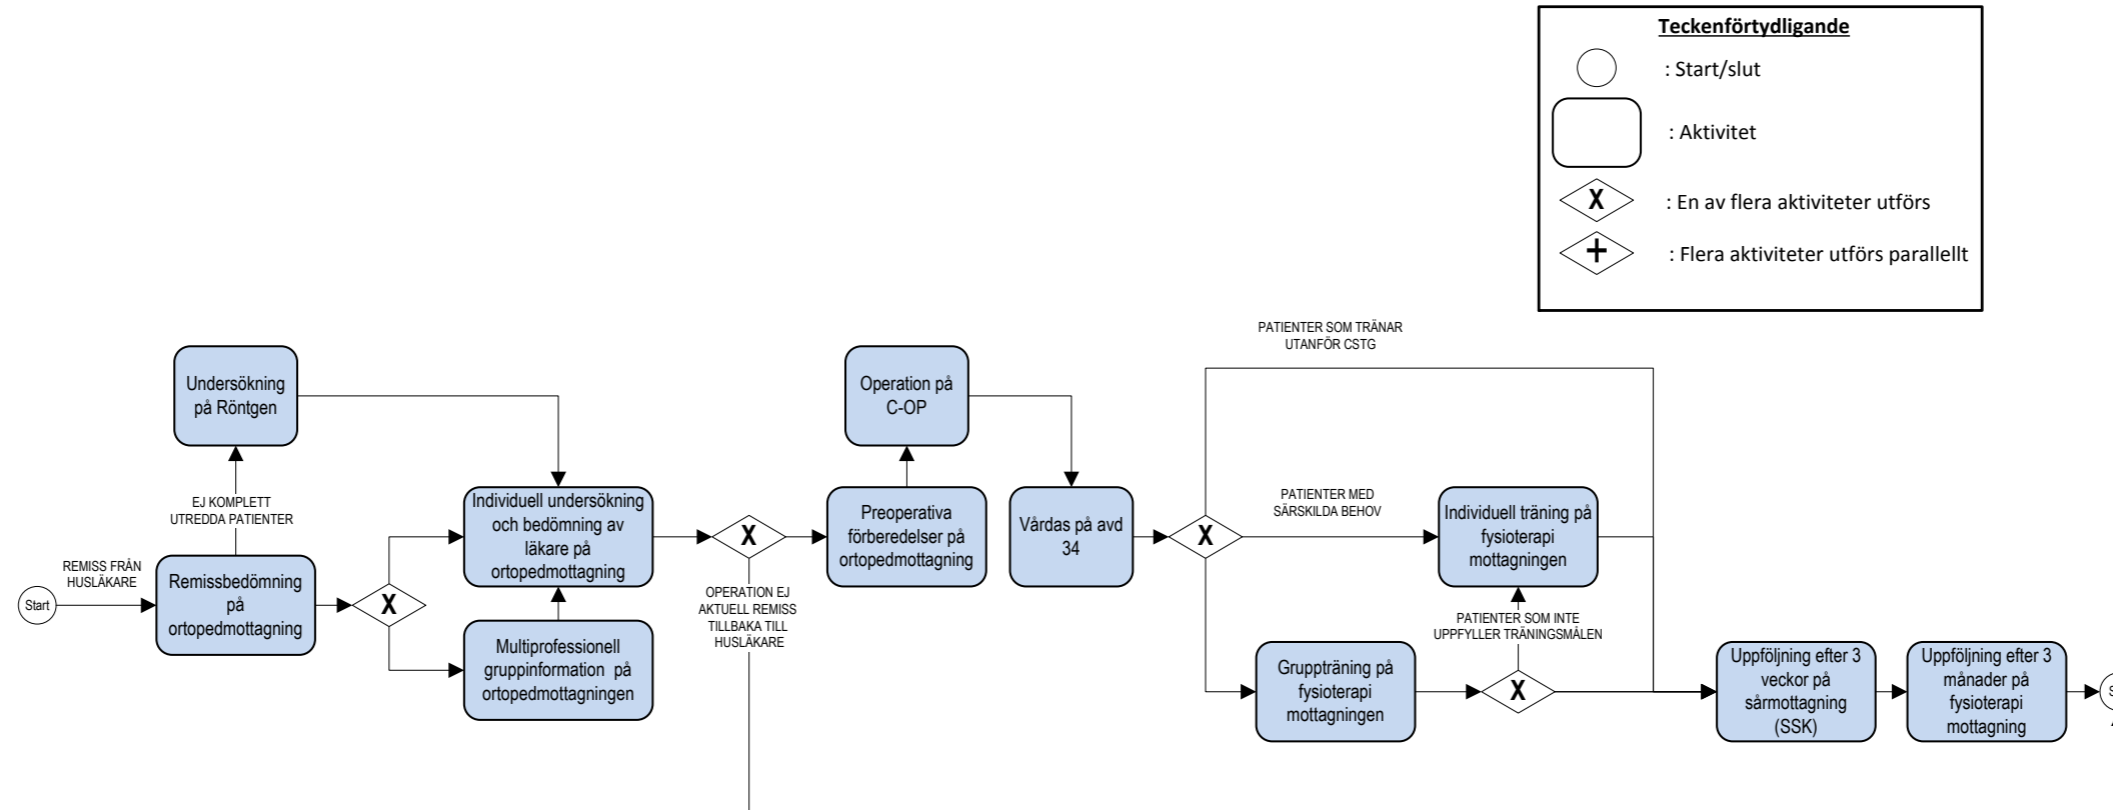 Teckenförtydligande
: Start/slut
: Aktivitet
X
: En av flera aktiviteter utförs
+
: Flera aktiviteter utförs parallellt
Start
REMISS FRÅN
HUSLÄKARE
Remissbedömning
på
ortopedmottagning
EJ KOMPLETT
UTREDDA PATIENTER
Undersökning
på Röntgen
X
Individuell undersökning
och bedömning av
läkare på
ortopedmottagning
Multiprofessionell
gruppinformation på
ortopedmottagningen
X
OPERATION EJ
AKTUELL REMISS
TILLBAKA TILL
HUSLÄKARE
Preoperativa
förberedelser på
ortopedmottagning
Operation på
C-OP
Vårdas på avd
34
X
PATIENTER SOM TRÄNAR
UTANFÖR CSTG
PATIENTER MED
SÄRSKILDA BEHOV
Individuell träning på
fysioterapi
mottagningen
Gruppträning på
fysioterapi
mottagningen
X
PATIENTER SOM INTE
UPPFYLLER TRÄNINGSMÅLEN
Uppföljning efter 3
veckor på
sårmottagning
(SSK)
Uppföljning efter 3
månader på
fysioterapi
mottagning